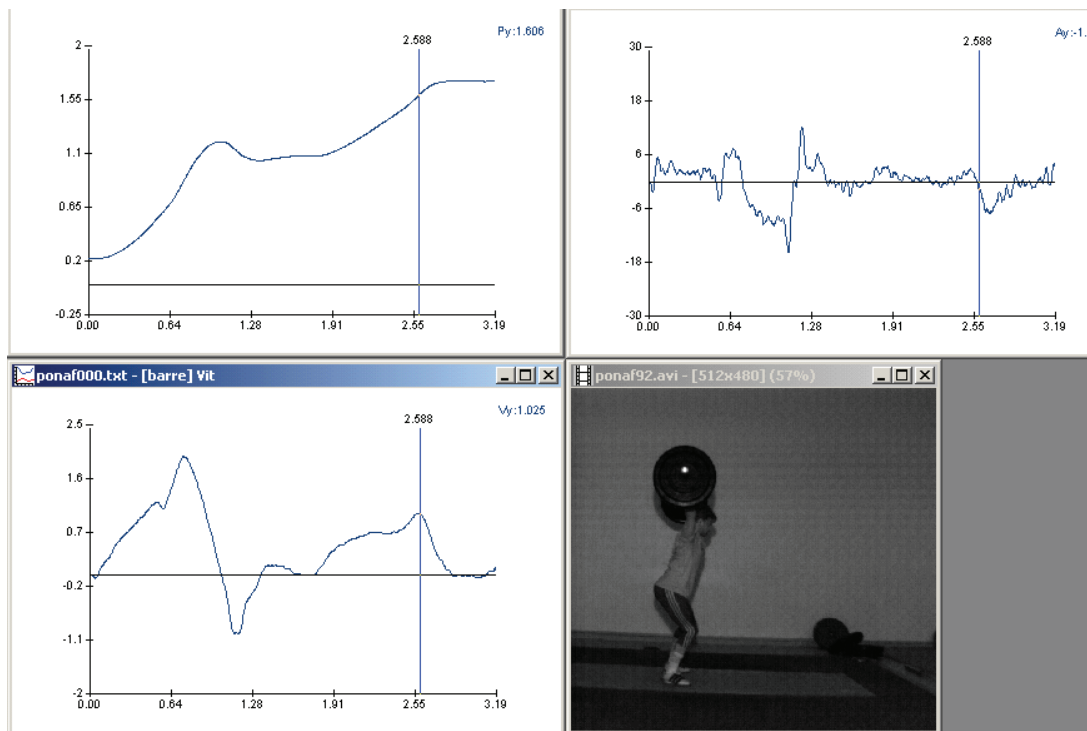 Py:1.606
2.588
2
1.55
1.1
0.65
0.2
-0.25
0.00 0.64 1.28 1.91 2.55 3.19
Ay:-1.
2.588
30
18
6
-6
-18
-30
0.00 0.64 1.28 1.91 2.55 3.19
ponaf000.txt - [barre] Vit
Vy:1.025
2.588
2.5
1.6
0.7
-0.2
-1.1
-2
0.00 0.64 1.28 1.91 2.55 3.19
ponaf92.avi - [512x480] (57%)